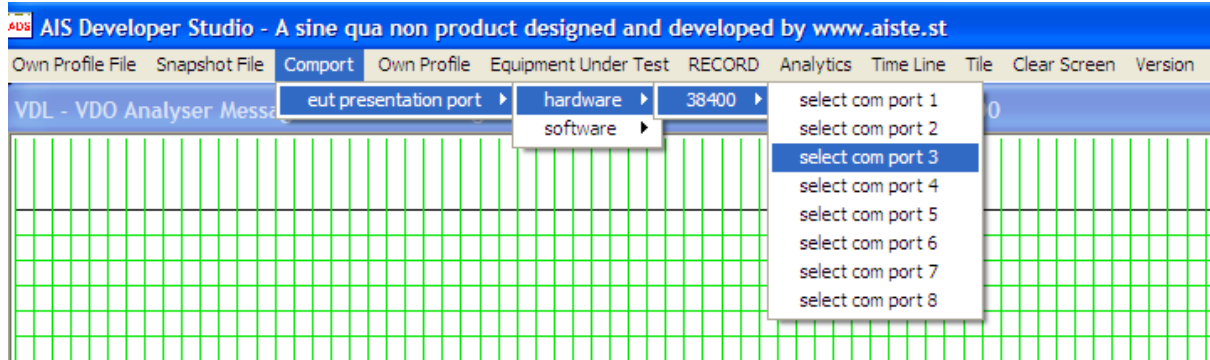 ADS AIS Developer Studio - A sine qua non product designed and developed by www.aiste.st
Own Profile File Snapshot File Comport Own Profile Equipment Under Test RECORD Analytics Time Line Tile Clear Screen Version
VDL - VDO Analyser Messa 0
eut presentation port hardware 38400 select com port 1
software select com port 2
select com port 3
select com port 4
select com port 5
select com port 6
select com port 7
select com port 8